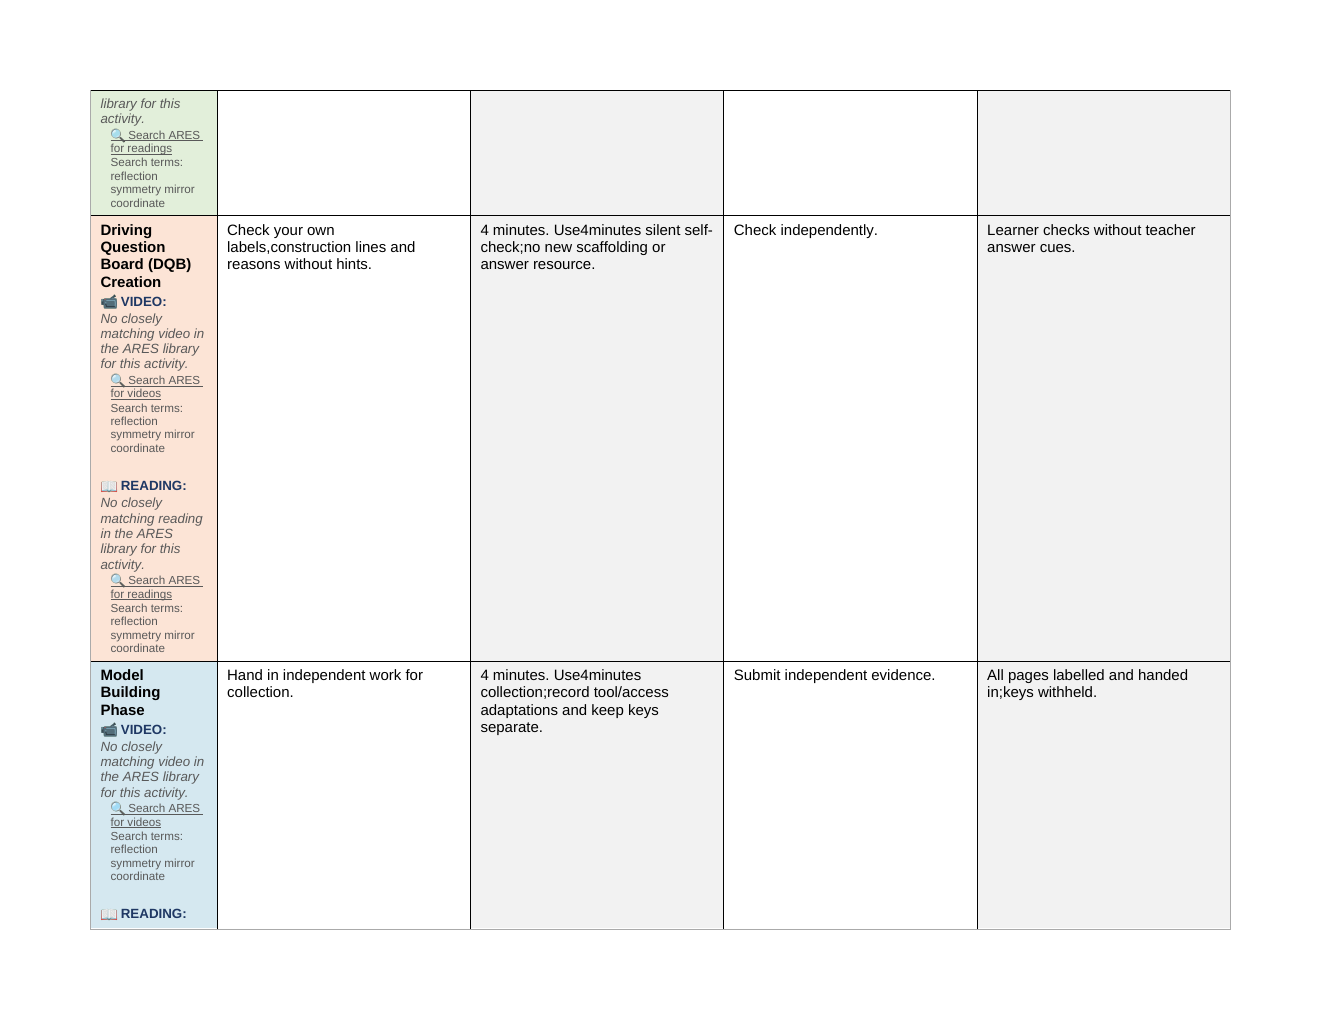 library for this
activity.
🔍 Search ARES
for readings
Search terms:
reflection
symmetry mirror
coordinate
Driving
Question
Board (DQB)
Creation
📹 VIDEO:
No closely
matching video in
the ARES library
for this activity.
🔍 Search ARES
for videos
Search terms:
reflection
symmetry mirror
coordinate
📖 READING:
No closely
matching reading
in the ARES
library for this
activity.
🔍 Search ARES
for readings
Search terms:
reflection
symmetry mirror
coordinate
Check your own
labels,construction lines and
reasons without hints.
4 minutes. Use4minutes silent self-
check;no new scaffolding or
answer resource.
Check independently.
Learner checks without teacher
answer cues.
Model
Building
Phase
📹 VIDEO:
No closely
matching video in
the ARES library
for this activity.
🔍 Search ARES
for videos
Search terms:
reflection
symmetry mirror
coordinate
📖 READING:
Hand in independent work for
collection.
4 minutes. Use4minutes
collection;record tool/access
adaptations and keep keys
separate.
Submit independent evidence.
All pages labelled and handed
in;keys withheld.